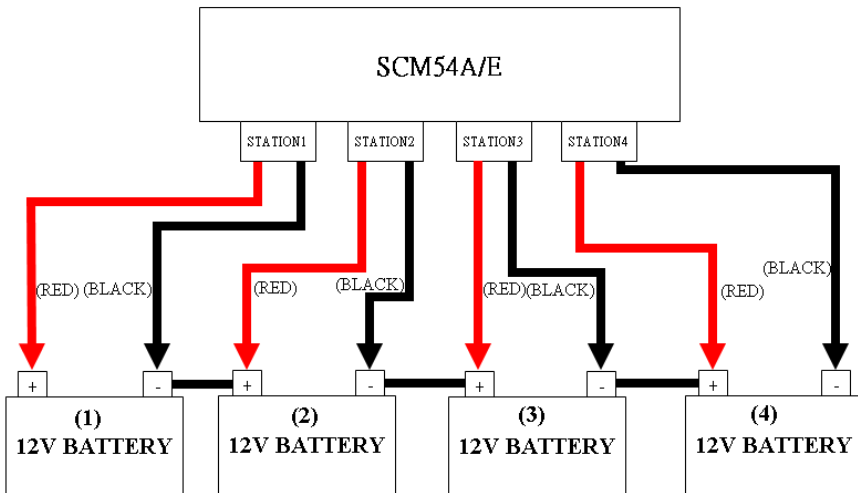 SCM54A/E
STATION1
STATION2
STATION3
STATION4
(RED)
(BLACK)
(RED)
(BLACK)
(RED)
(BLACK)
(RED)
(BLACK)
+
-
+
-
+
-
+
-
(1)
12V BATTERY
(2)
12V BATTERY
(3)
12V BATTERY
(4)
12V BATTERY